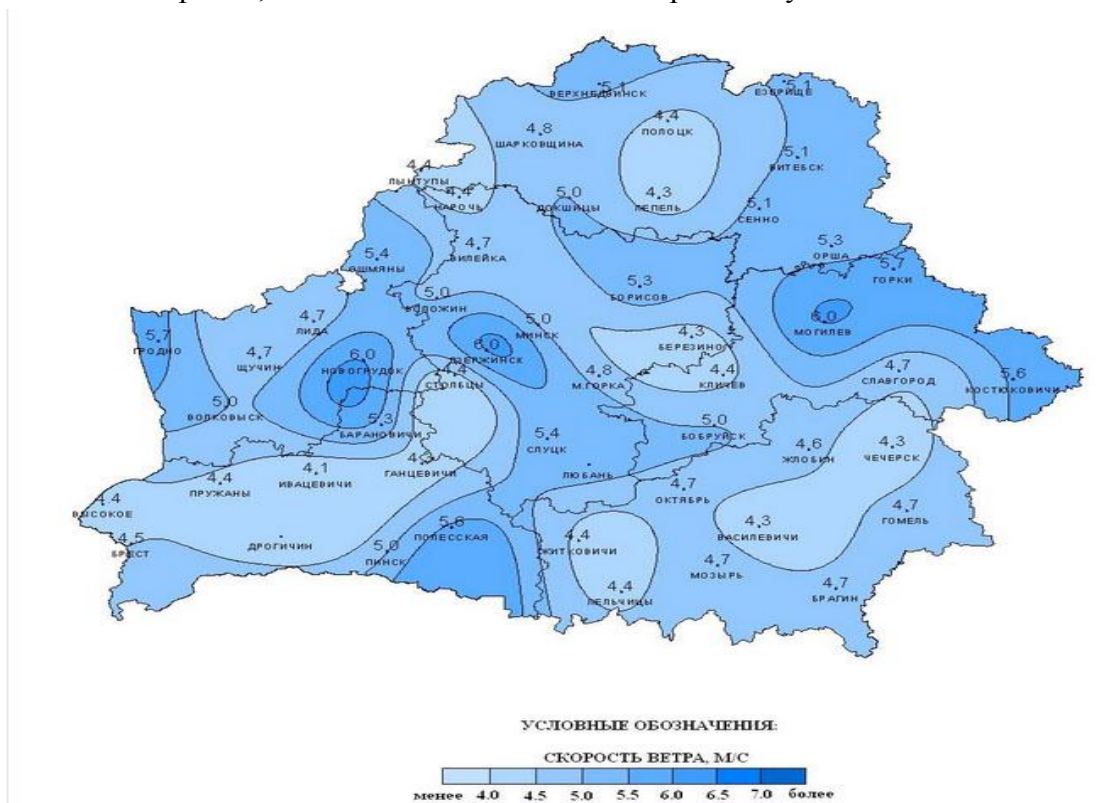 5.1
ВЕРХНЕДВИНСК
5.1
ЕЗЕРИЩЕ
4.4
ПОЛОЦК
4.8
ШАРКОВЩИНА
5.1
ВИТЕБСК
4.4
ЛЫНТУПЫ
4.4
НАРОЧЬ
5.0
ДОКШИЦЫ
4.3
ЛЕПЕЛЬ
5.1
СЕННО
5.3
ОРША
5.4
ОШМЯНЫ
4.7
ВИЛЕЙКА
5.7
ГОРКИ
5.3
БОРИСОВ
5.0
ВОЛОЖИН
4.7
ЛИДА
5.0
МИНСК
6.0
МОГИЛЕВ
5.7
ГРОДНО
4.7
ЩУЧИН
6.0
НОВОГРУДОК
6.0
ДЗЕРЖИНСК
4.3
БЕРЕЗИНО
4.4
СТОЛБЦЫ
4.8
М.ГОРКА
4.4
КЛИЧЕВ
4.7
СЛАВГОРОД
5.6
КОСТЮКОВИЧИ
5.0
ВОЛКОВЫСК
5.3
БАРАНОВИЧИ
5.4
СЛУЦК
5.0
БОБРУЙСК
4.6
ЖЛОБИН
4.3
ЧЕЧЕРСК
4.4
ПРУЖАНЫ
4.1
ИВАЦЕВИЧИ
ГАНЦЕВИЧИ
ЛЮБАНЬ
4.7
ОКТЯБРЬ
4.4
ВЫСОКОЕ
4.7
ГОМЕЛЬ
4.5
БРЕСТ
ДРОГИЧИН
5.0
ПИНСК
5.6
ПОЛЕССКАЯ
4.4
ЖИТКОВИЧИ
4.3
ВАСИЛЕВИЧИ
4.7
МОЗЫРЬ
4.4
ЛЕЛЬЧИЦЫ
4.7
БРАГИН
УСЛОВНЫЕ ОБОЗНАЧЕНИЯ:
СКОРОСТЬ ВЕТРА, М/С
менее 4.0 4.5 5.0 5.5 6.0 6.5 7.0 более